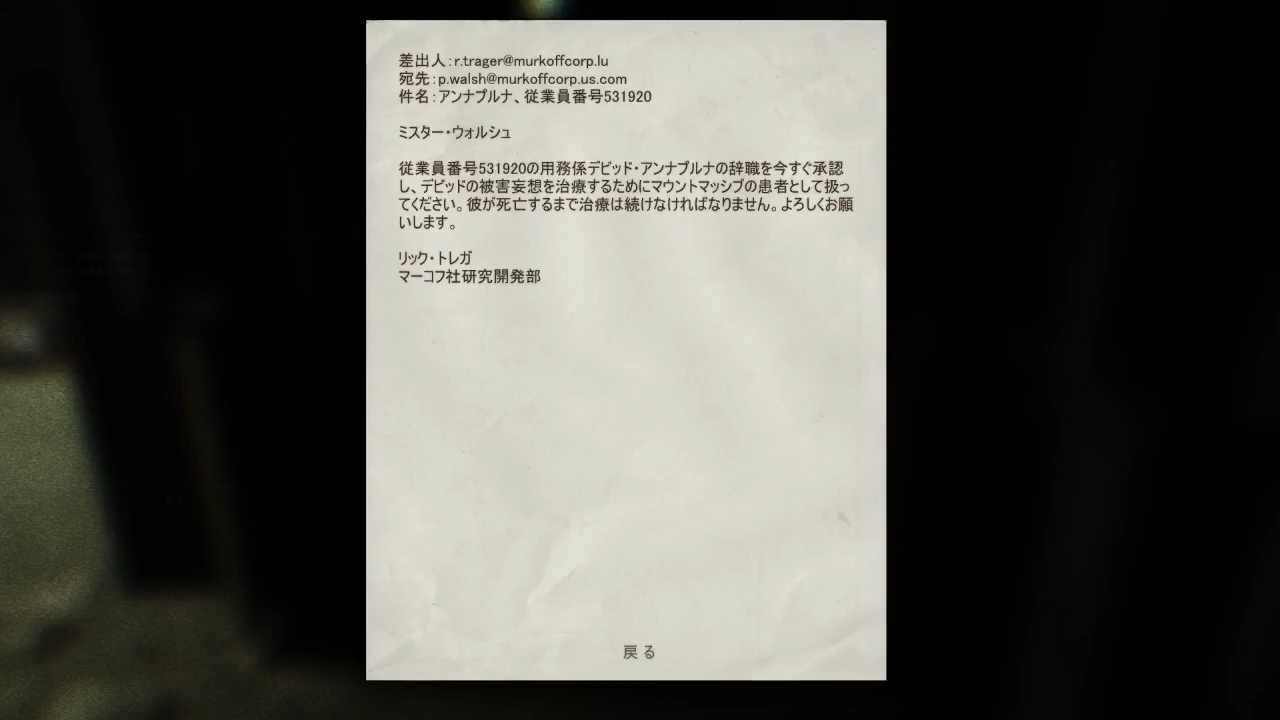 差出人：r.trager@murkoffcorp.lu
宛先：p.walsh@murkoffcorp.us.com
件名：アンナプルナ、従業員番号531920
ミスター・ウォルシュ
従業員番号531920の用務係デビッド・アンナプルナの辞職を今すぐ承認
し、デビッドの被害妄想を治療するためにマウントマッシブの患者として扱っ
てください。彼が死亡するまで治療は続けなければなりません。よろしくお願
いします。
リック・トレガ
マーコフ社研究開発部
戻る